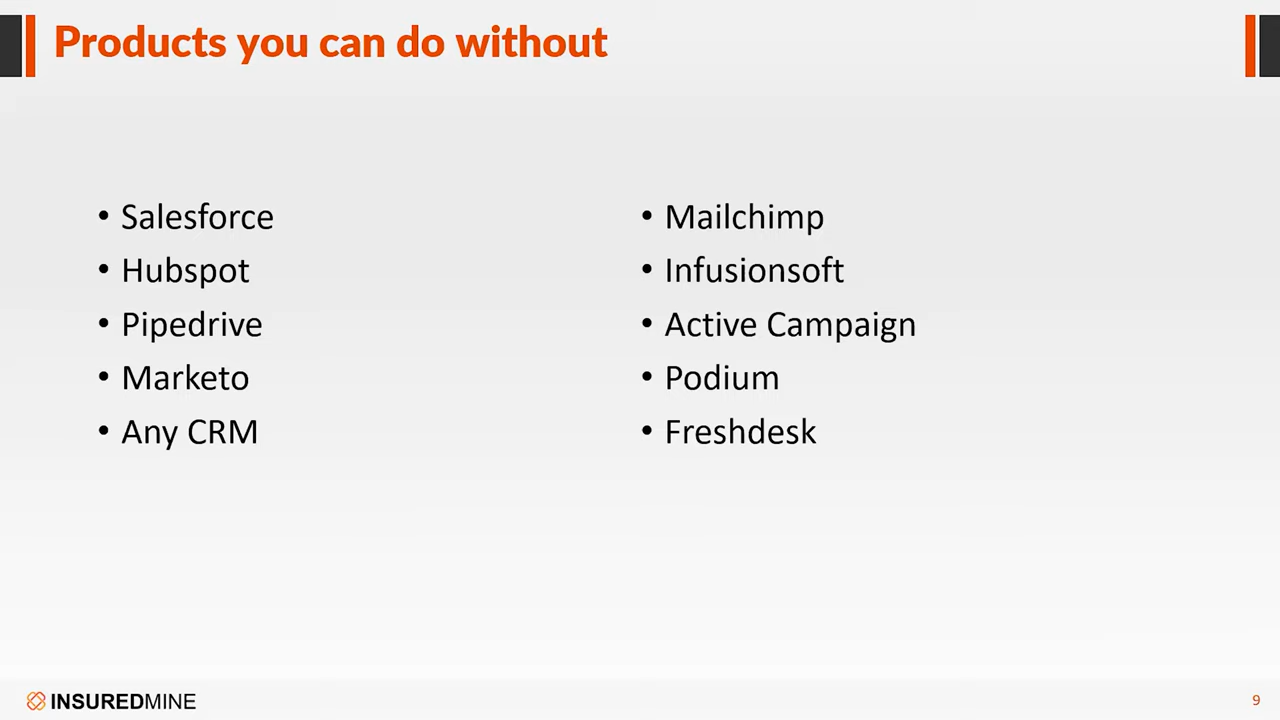 Products you can do without
• Salesforce
• Hubspot
• Pipedrive
• Marketo
• Any CRM
• Mailchimp
• Infusionsoft
• Active Campaign
• Podium
• Freshdesk
INSUREDMINE
9